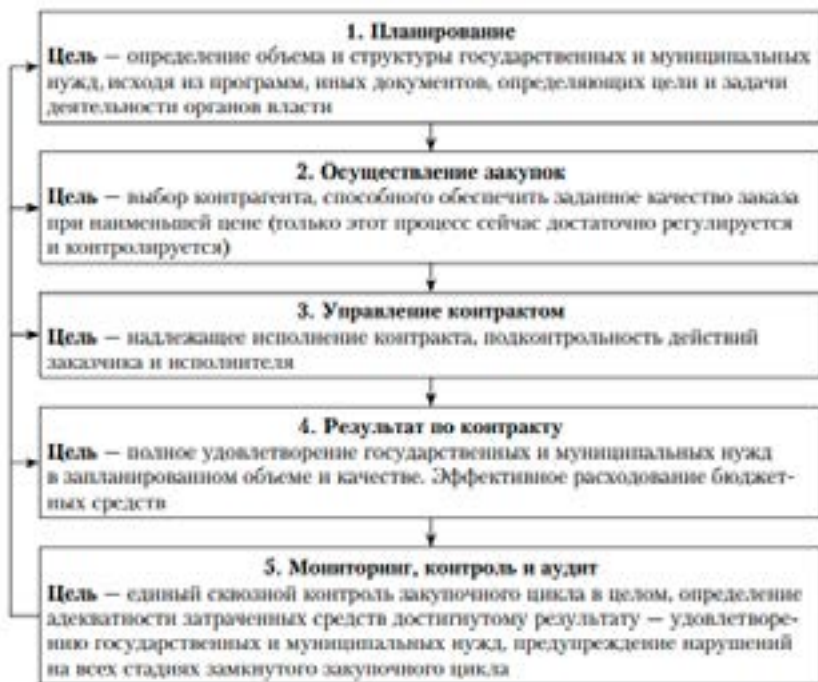 1. Планирование
Цель — определение объема и структуры государственных и муниципальных
нужд, исходя из программ, иных документов, определяющих цели и задачи
деятельности органов власти
2. Осуществление закупок
Цель — выбор контрагента, способного обеспечить заданное качество заказа
при наименьшей цене (только этот процесс сейчас достаточно регулируется
и контролируется)
3. Управление контрактом
Цель — надлежащее исполнение контракта, подконтрольность действий
заказчика и исполнителя
4. Результат по контракту
Цель — полное удовлетворение государственных и муниципальных нужд
в запланированном объеме и качестве. Эффективное расходование бюджет-
ных средств
5. Мониторинг, контроль и аудит
Цель — единый сквозной контроль закупочного цикла в целом, определение
адекватности затраченных средств достигнутому результату — удовлетворе-
нию государственных и муниципальных нужд, предупреждение нарушений
на всех стадиях замкнутого закупочного цикла